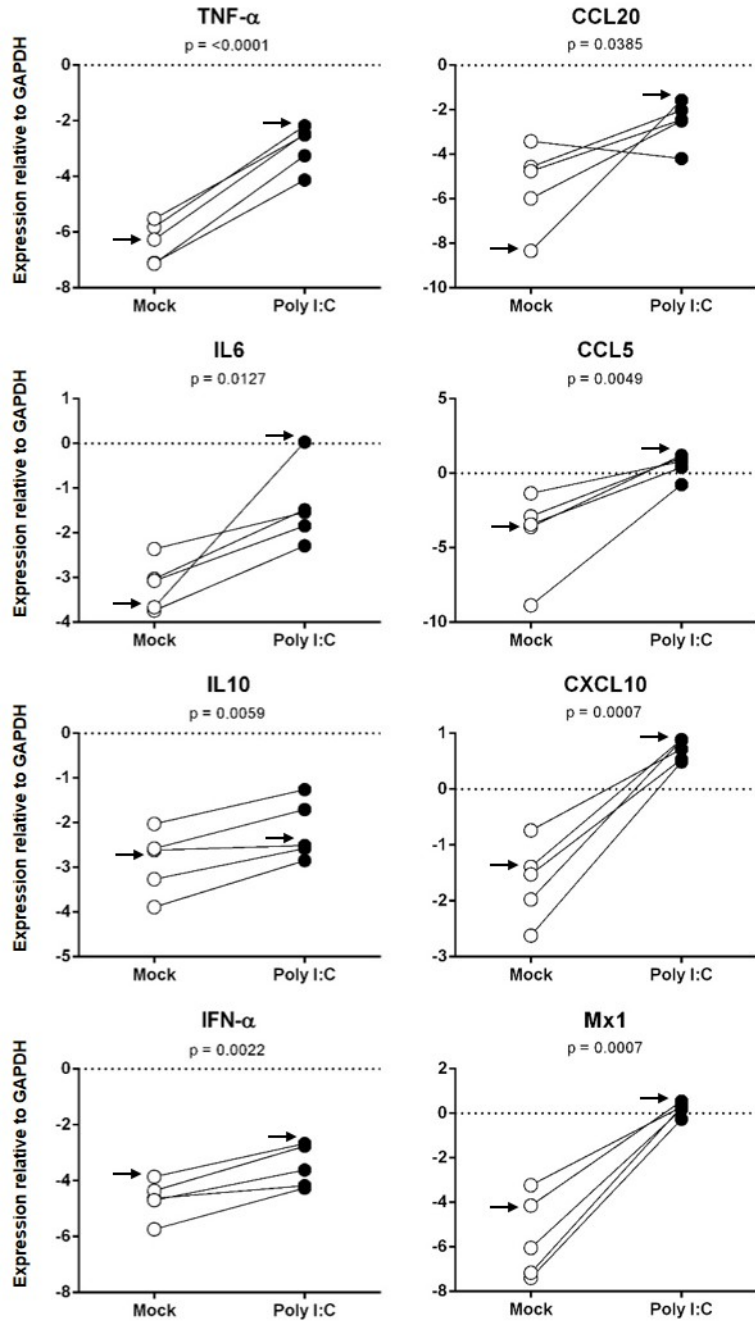 TNF-α
p = <0.0001
Expression relative to GAPDH
0
-2
-4
-6
-8
Mock
Poly I:C
CCL20
p = 0.0385
0
-2
-4
-6
-8
-10
Mock
Poly I:C
IL6
p = 0.0127
Expression relative to GAPDH
1
0
-1
-2
-3
-4
Mock
Poly I:C
CCL5
p = 0.0049
5
0
-5
-10
Mock
Poly I:C
IL10
p = 0.0059
Expression relative to GAPDH
0
-1
-2
-3
-4
-5
Mock
Poly I:C
CXCL10
p = 0.0007
1
0
-1
-2
-3
Mock
Poly I:C
IFN-α
p = 0.0022
Expression relative to GAPDH
0
-2
-4
-6
-8
Mock
Poly I:C
Mx1
p = 0.0007
2
0
-2
-4
-6
-8
Mock
Poly I:C